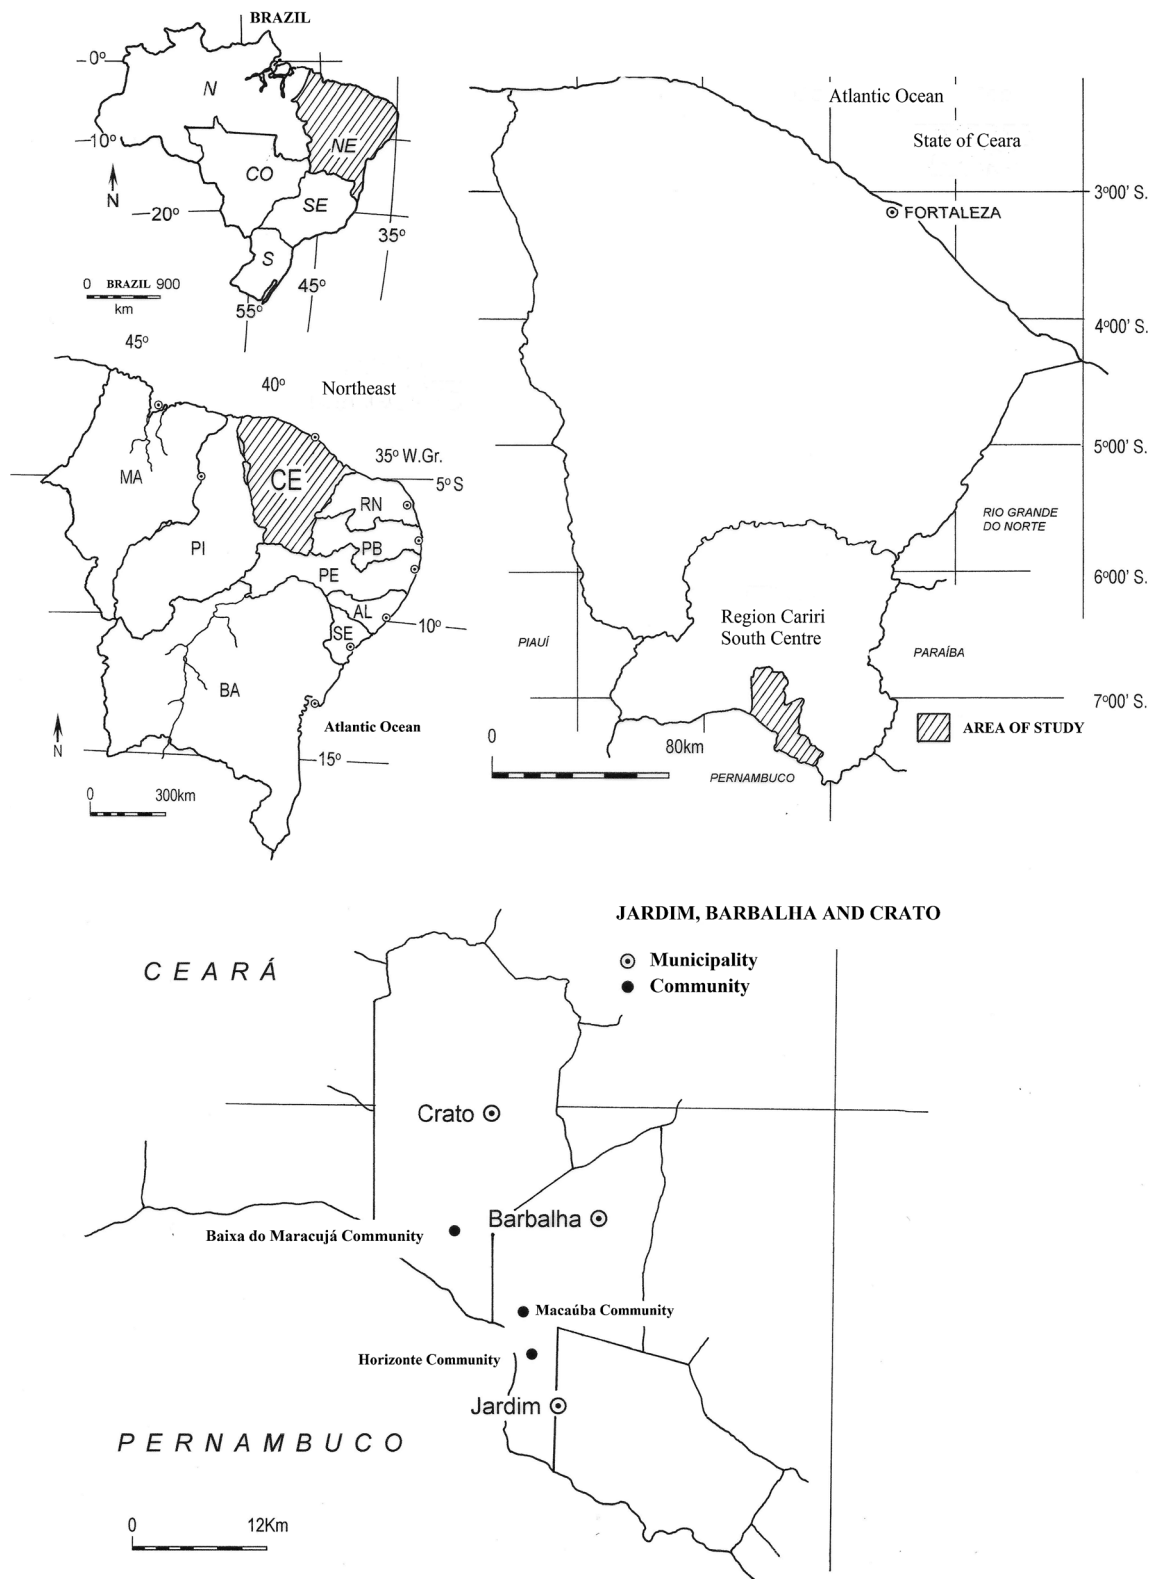 BRAZIL
0º
N
10º
NE
CO
N
SE
20º
35º
S
45º
0 BRAZIL 900
km
55º
45º
40º
Northeast
35º W.Gr.
CE
5º S
MA
RN
PI
PB
PE
AL
10º
SE
BA
Atlantic Ocean
N
15º
0 300km
Atlantic Ocean
State of Ceara
3º00' S.
FORTALEZA
4º00' S.
5º00' S.
RIO GRANDE
DO NORTE
6º00' S.
Region Cariri
South Centre
PIAUÍ
PARAÍBA
7º00' S.
AREA OF STUDY
0 80km
PERNAMBUCO
JARDIM, BARBALHA AND CRATO
Municipality
Community
CEARÁ
Crato
Barbalha
Baixa do Maracujá Community
Macaúba Community
Horizonte Community
Jardim
PERNAMBUCO
0 12Km